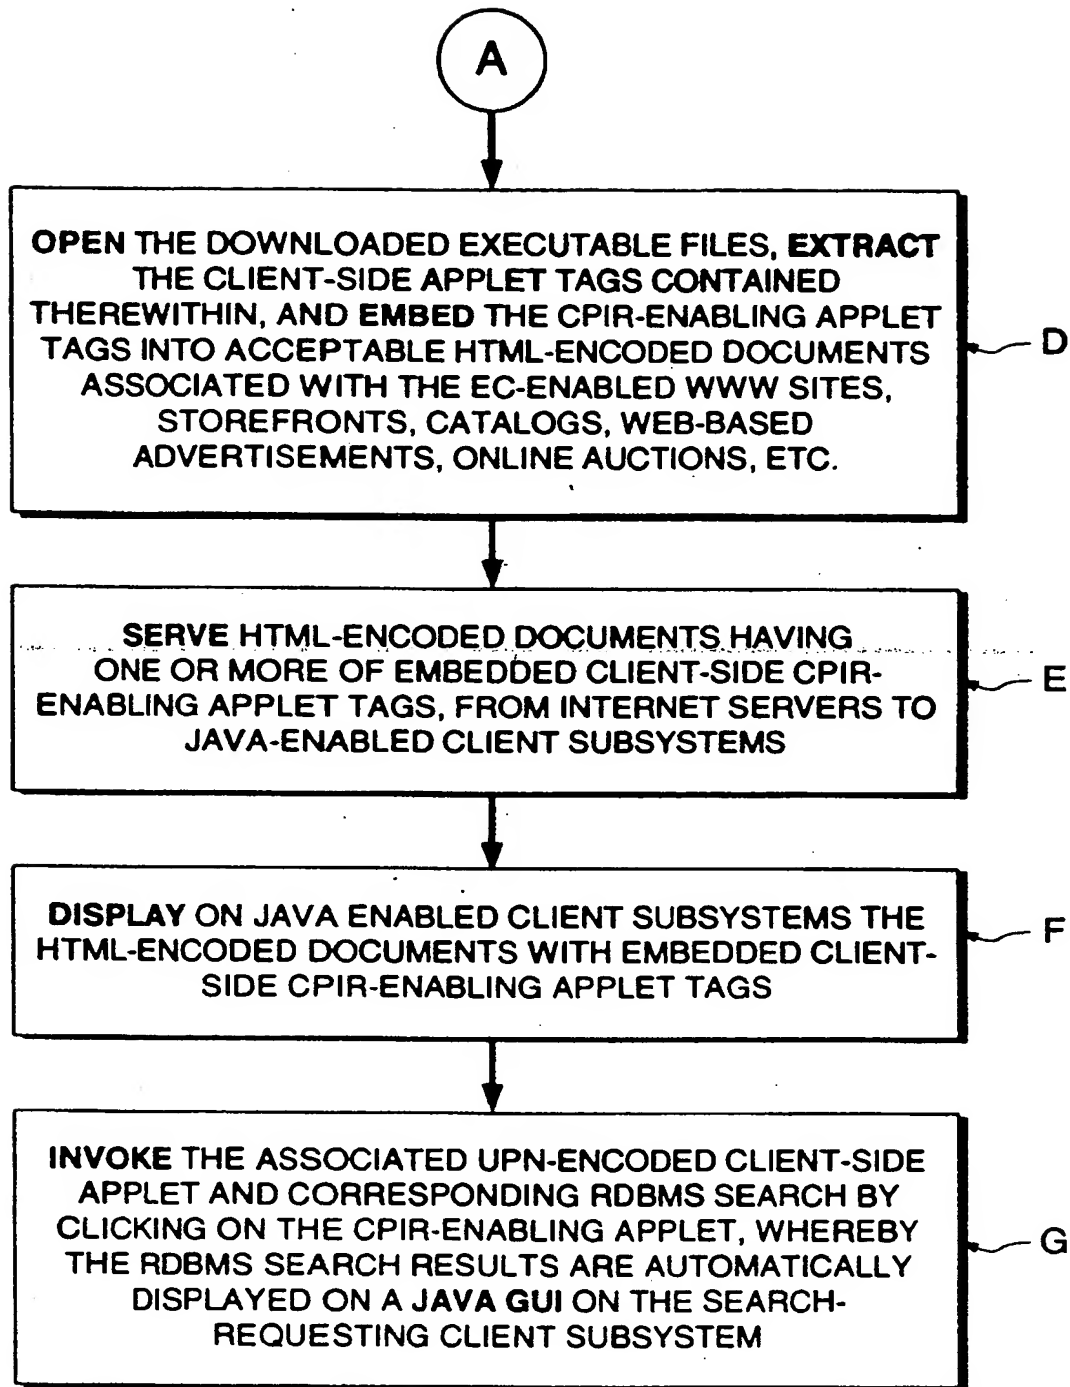 A
OPEN THE DOWNLOADED EXECUTABLE FILES, EXTRACT
THE CLIENT-SIDE APPLET TAGS CONTAINED
THEREWITHIN, AND EMBED THE CPIR-ENABLING APPLET
TAGS INTO ACCEPTABLE HTML-ENCODED DOCUMENTS
ASSOCIATED WITH THE EC-ENABLED WWW SITES,
STOREFRONTS, CATALOGS, WEB-BASED
ADVERTISEMENTS, ONLINE AUCTIONS, ETC.
D
SERVE HTML-ENCODED DOCUMENTS HAVING
ONE OR MORE OF EMBEDDED CLIENT-SIDE CPIR-
ENABLING APPLET TAGS, FROM INTERNET SERVERS TO
JAVA-ENABLED CLIENT SUBSYSTEMS
E
DISPLAY ON JAVA ENABLED CLIENT SUBSYSTEMS THE
HTML-ENCODED DOCUMENTS WITH EMBEDDED CLIENT-
SIDE CPIR-ENABLING APPLET TAGS
F
INVOKE THE ASSOCIATED UPN-ENCODED CLIENT-SIDE
APPLET AND CORRESPONDING RDBMS SEARCH BY
CLICKING ON THE CPIR-ENABLING APPLET, WHEREBY
THE RDBMS SEARCH RESULTS ARE AUTOMATICALLY
DISPLAYED ON A JAVA GUI ON THE SEARCH-
REQUESTING CLIENT SUBSYSTEM
G